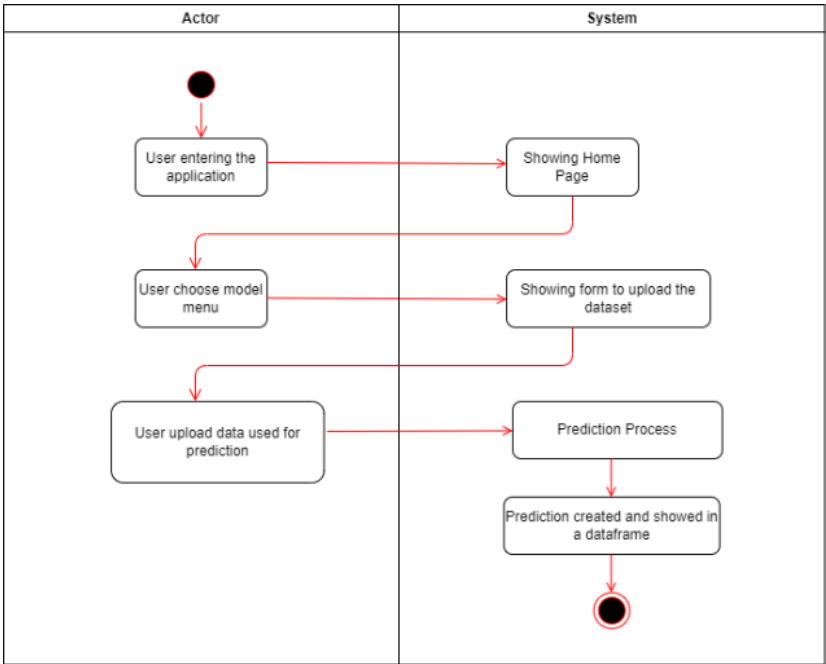 Actor
System
User entering the
application
Showing Home
Page
User choose model
menu
Showing form to upload the
dataset
User upload data used for
prediction
Prediction Process
Prediction created and showed in
a dataframe